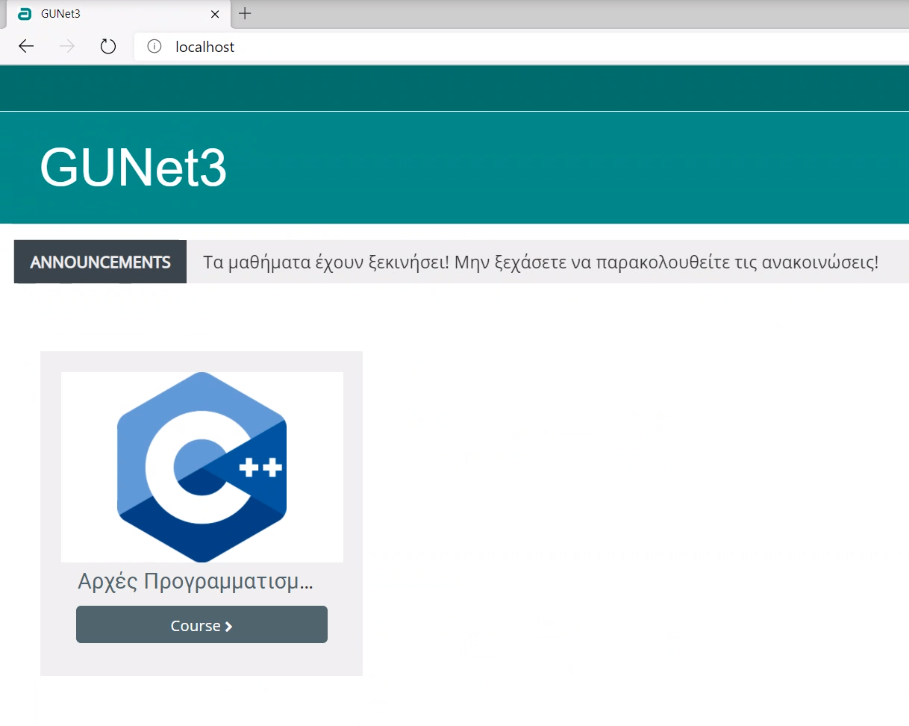 GUNet3
localhost
GUNet3
ANNOUNCEMENTS Τα μαθήματα έχουν ξεκινήσει! Μην ξεχάσετε να παρακολουθείτε τις ανακοινώσεις!
C++
Αρχές Προγραμματισμ...
Course